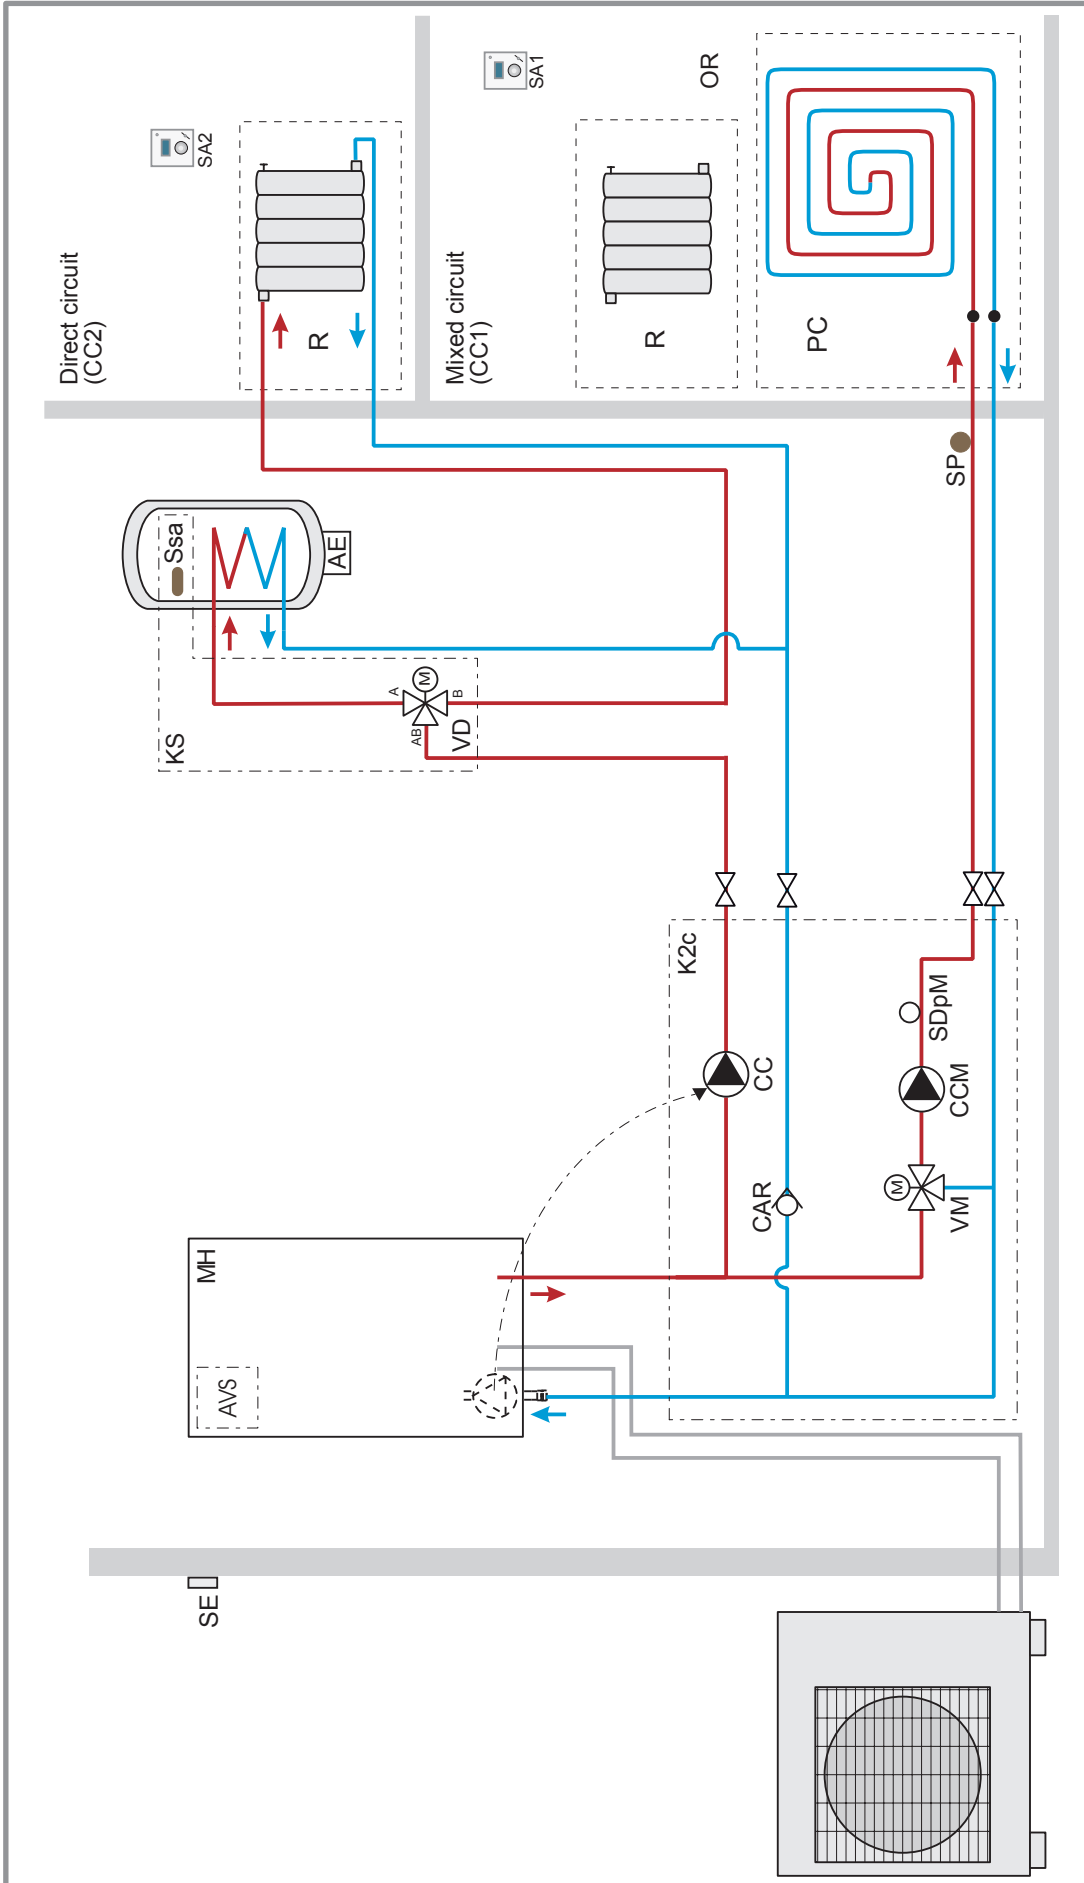 Direct circuit
(CC2)
SA2
R
Mixed circuit
(CC1)
SA1
R
OR
PC
SP
Ssa
AE
KS
A
M
B
AB
VD
K2c
CC
SDpM
CCM
CAR
M
VM
MH
AVS
SE